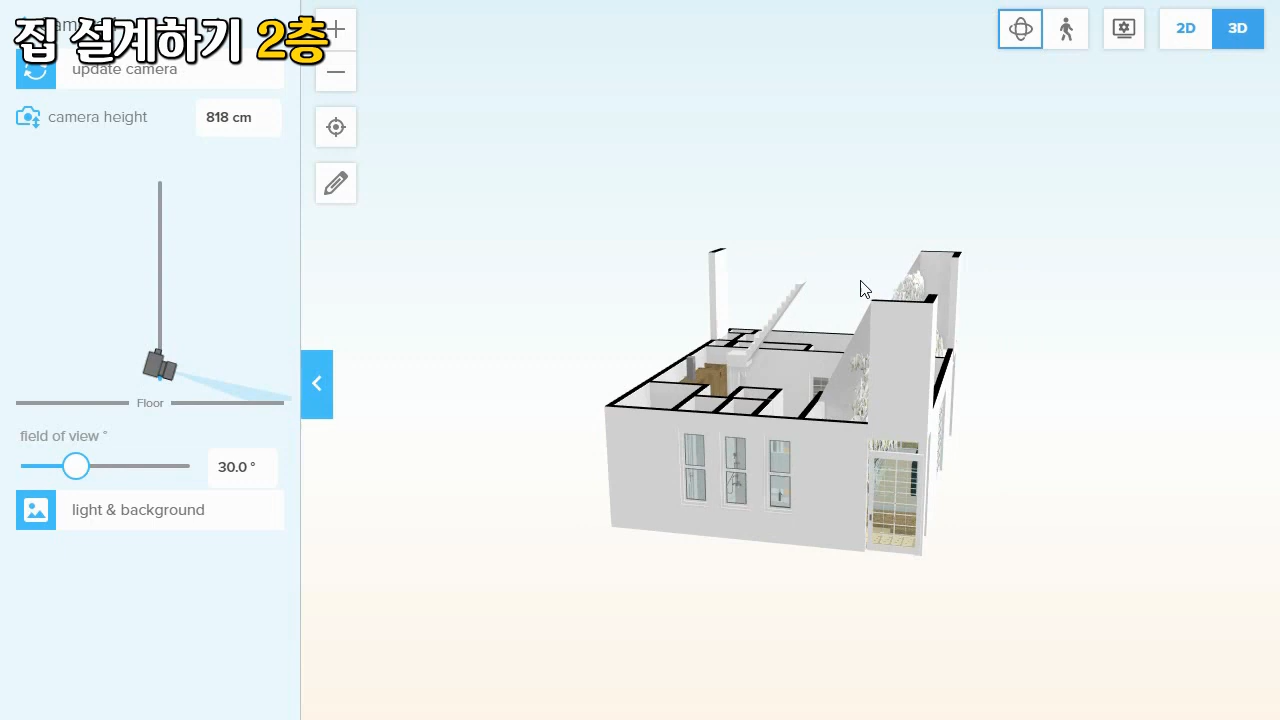 집 설계하기 2층
update camera
camera height
818 cm
Floor
field of view °
30.0 °
light & background
2D
3D